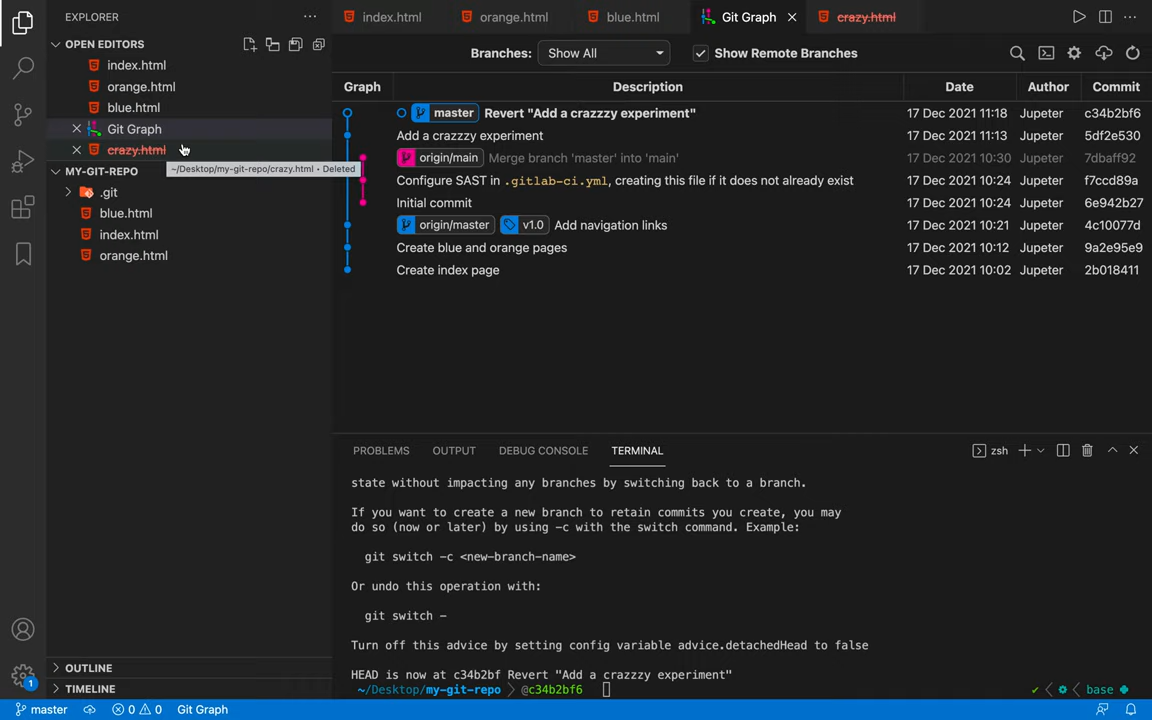 EXPLORER
index.html
orange.html
blue.html
Git Graph
crazy.html
OPEN EDITORS
index.html
orange.html
blue.html
Git Graph
crazy.html
~/Desktop/my-git-repo/crazy.html • Deleted
MY-GIT-REPO
.git
blue.html
index.html
orange.html
OUTLINE
TIMELINE
Branches: Show All Show Remote Branches
Graph Description Date Author Commit
master Revert "Add a crazzzy experiment" 17 Dec 2021 11:18 Jupeter c34b2bf6
Add a crazzzy experiment 17 Dec 2021 11:13 Jupeter 5df2e530
origin/main Merge branch 'master' into 'main' 17 Dec 2021 10:30 Jupeter 7dbaff92
Configure SAST in .gitlab-ci.yml, creating this file if it does not already exist 17 Dec 2021 10:24 Jupeter f7ccd89a
Initial commit 17 Dec 2021 10:24 Jupeter 6e942b27
origin/master v1.0 Add navigation links 17 Dec 2021 10:21 Jupeter 4c10077d
Create blue and orange pages 17 Dec 2021 10:12 Jupeter 9a2e95e9
Create index page 17 Dec 2021 10:02 Jupeter 2b018411
PROBLEMS OUTPUT DEBUG CONSOLE TERMINAL zsh
state without impacting any branches by switching back to a branch.
If you want to create a new branch to retain commits you create, you may
do so (now or later) by using -c with the switch command. Example:
git switch -c <new-branch-name>
Or undo this operation with:
git switch -
Turn off this advice by setting config variable advice.detachedHead to false
HEAD is now at c34b2bf Revert "Add a crazzzy experiment"
~/Desktop/my-git-repo @c34b2bf6 base
1
master 0 0 Git Graph